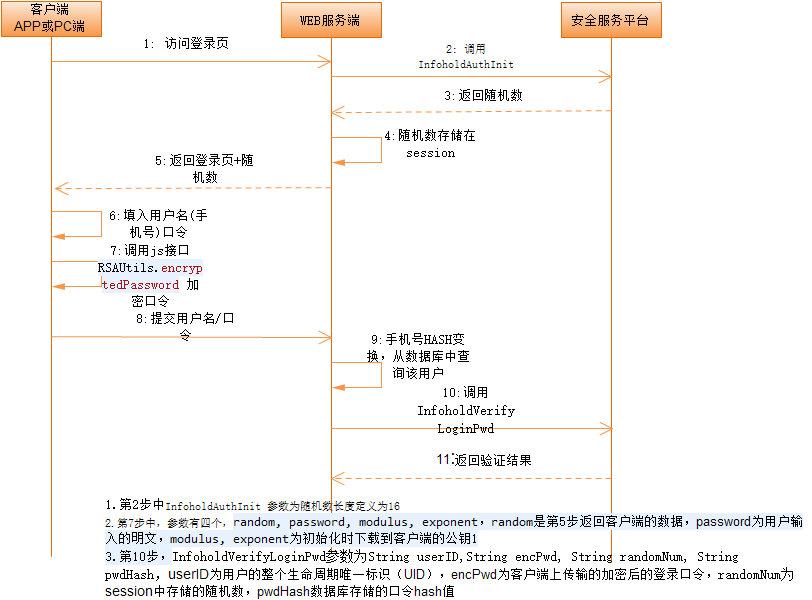 客户端
APP或PC端
WEB服务端
安全服务平台
1: 访问登录页
2: 调用
InfoholdAuthInit
3:返回随机数
4:随机数存储在
session
5:返回登录页+随
机数
6:填入用户名(手
机号)口令
7:调用js接口
RSAUtils.encryp
tedPassword 加
密口令
8:提交用户名/口
令
9:手机号HASH变
换，从数据库中查
询该用户
10:调用
InfoholdVerify
LoginPwd
11:返回验证结果
1.第2步中InfoholdAuthInit 参数为随机数长度定义为16
2.第7步中，参数有四个，random, password, modulus, exponent，random是第5步返回客户端的数据，password为用户输
入的明文，modulus, exponent为初始化时下载到客户端的公钥1
3.第10步，InfoholdVerifyLoginPwd参数为String userID,String encPwd, String randomNum, String
pwdHash, userID为用户的整个生命周期唯一标识（UID），encPwd为客户端上传输的加密后的登录口令，randomNum为
session中存储的随机数，pwdHash数据库存储的口令hash值